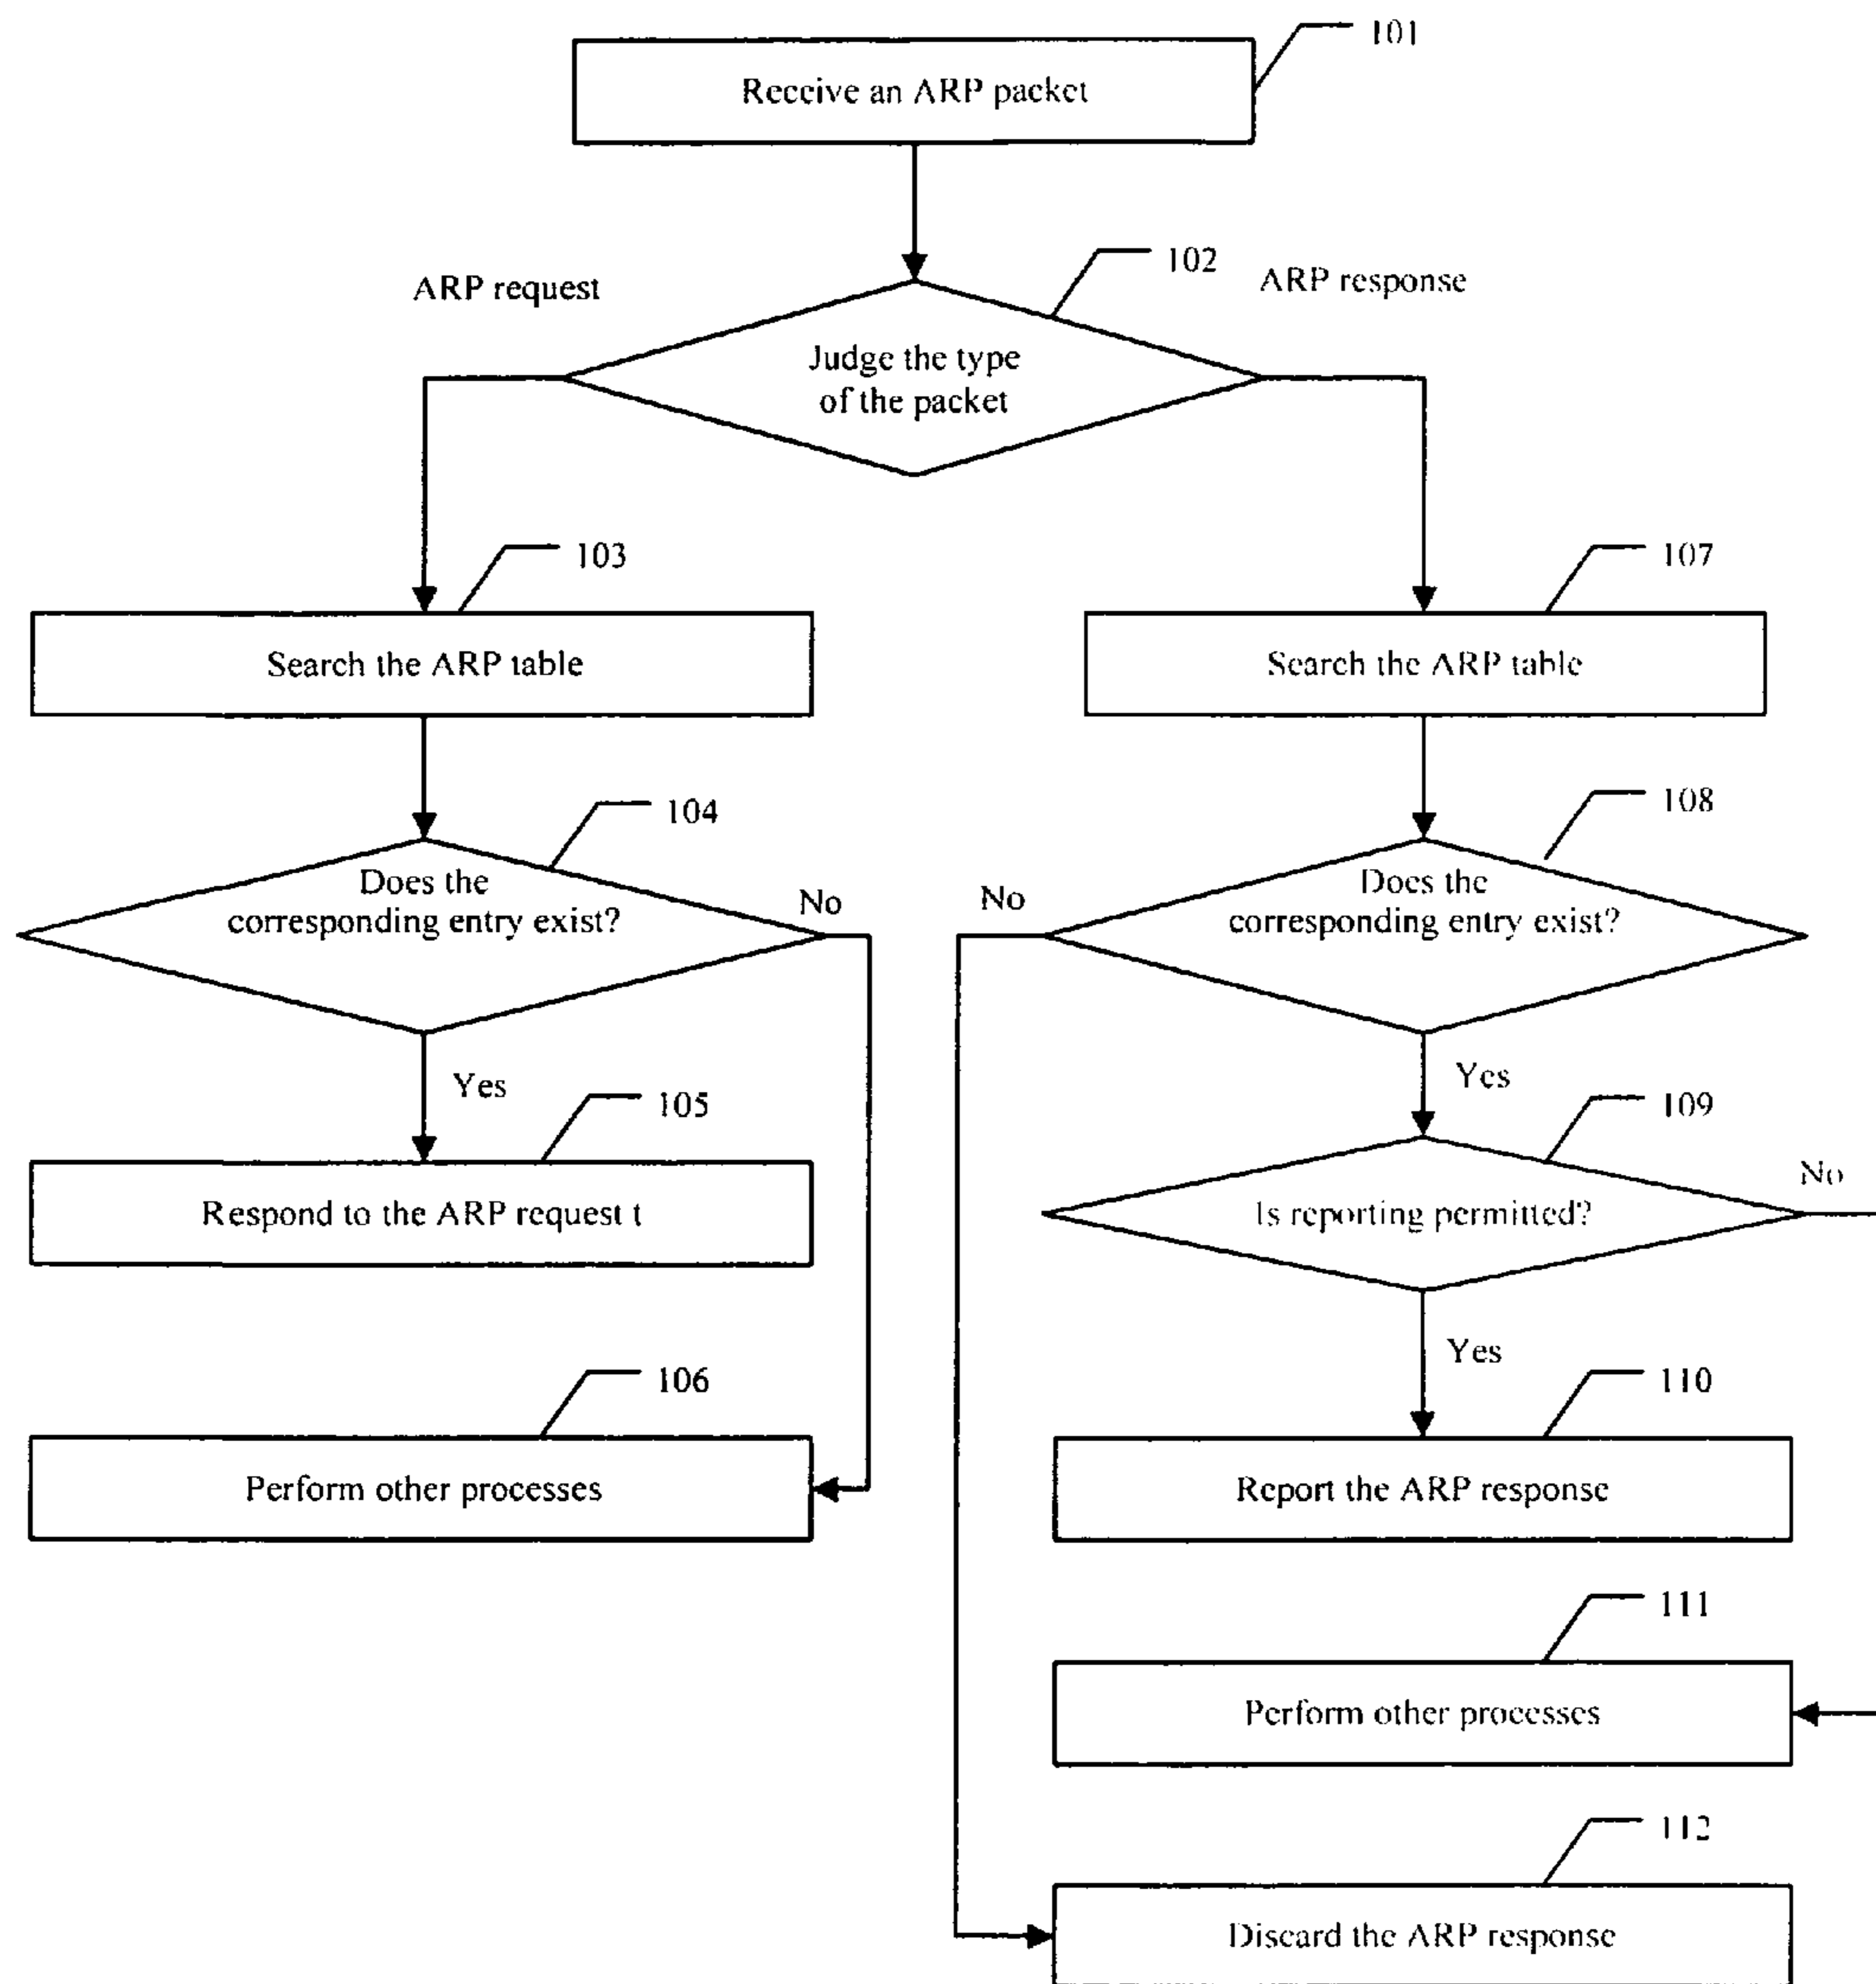 101
Receive an ARP packet
102
ARP request
ARP response
Judge the type
of the packet
103
107
Search the ARP table
Search the ARP table
104
108
Does the
corresponding entry exist?
No
No
Does the
corresponding entry exist?
Yes
Yes
105
109
Respond to the ARP request t
Is reporting permitted?
No
Yes
106
110
Perform other processes
Report the ARP response
111
Perform other processes
112
Discard the ARP response